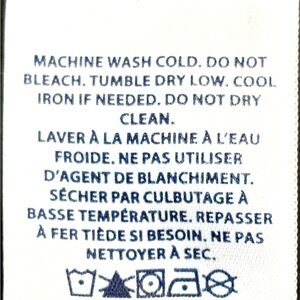 MACHINE WASH COLD. DO NOT
BLEACH. TUMBLE DRY LOW. COOL
IRON IF NEEDED. DO NOT DRY
CLEAN.
LAVER À LA MACHINE À L'EAU
FROIDE. NE PAS UTILISER
D'AGENT DE BLANCHIMENT.
SÉCHER PAR CULBUTAGE À
BASSE TEMPÉRATURE. REPASSER
À FER TIÈDE SI BESOIN. NE PAS
NETTOYER À SEC.